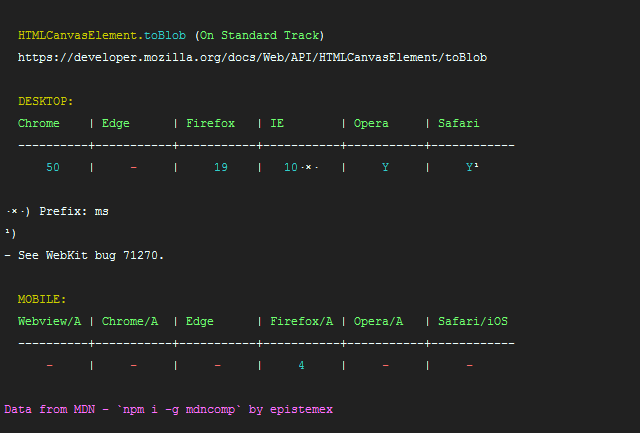 HTMLCanvasElement.toBlob (On Standard Track)
https://developer.mozilla.org/docs/Web/API/HTMLCanvasElement/toBlob
DESKTOP:
Chrome | Edge | Firefox | IE | Opera | Safari
----------+-----------+-----------+-----------+-----------+-----------
50 | - | 19 | 10 -×- | Y | Y¹
-×-) Prefix: ms
¹)
- See WebKit bug 71270.
MOBILE:
Webview/A | Chrome/A | Edge | Firefox/A | Opera/A | Safari/iOS
----------+-----------+-----------+-----------+-----------+-----------
- | - | - | 4 | - | -
Data from MDN - `npm i -g mdncomp` by epistemex